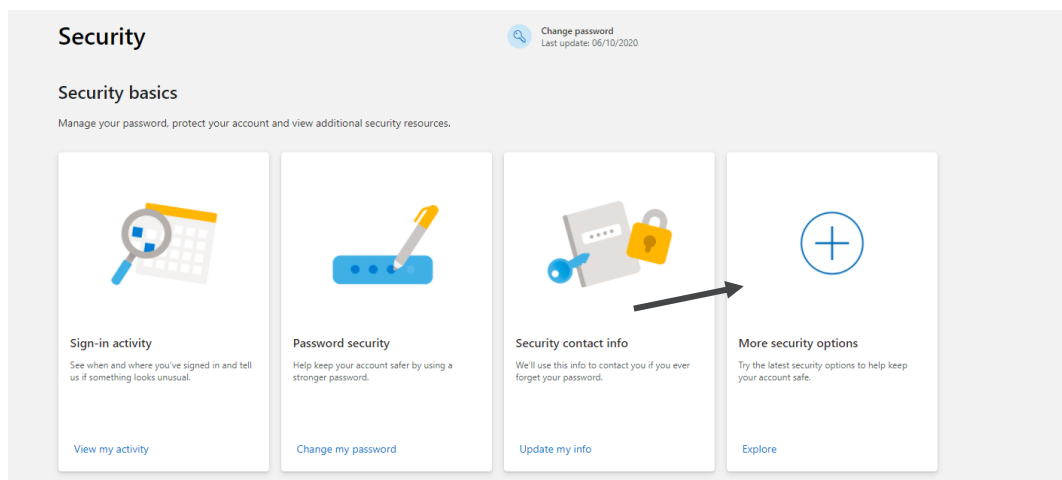 Security
Change password
Last update: 06/10/2020
Security basics
Manage your password, protect your account and view additional security resources.
Sign-in activity
See when and where you've signed in and tell
us if something looks unusual.
View my activity
Password security
Help keep your account safer by using a
stronger password.
Change my password
Security contact info
We'll use this info to contact you if you ever
forget your password.
Update my info
More security options
Try the latest security options to help keep
your account safe.
Explore